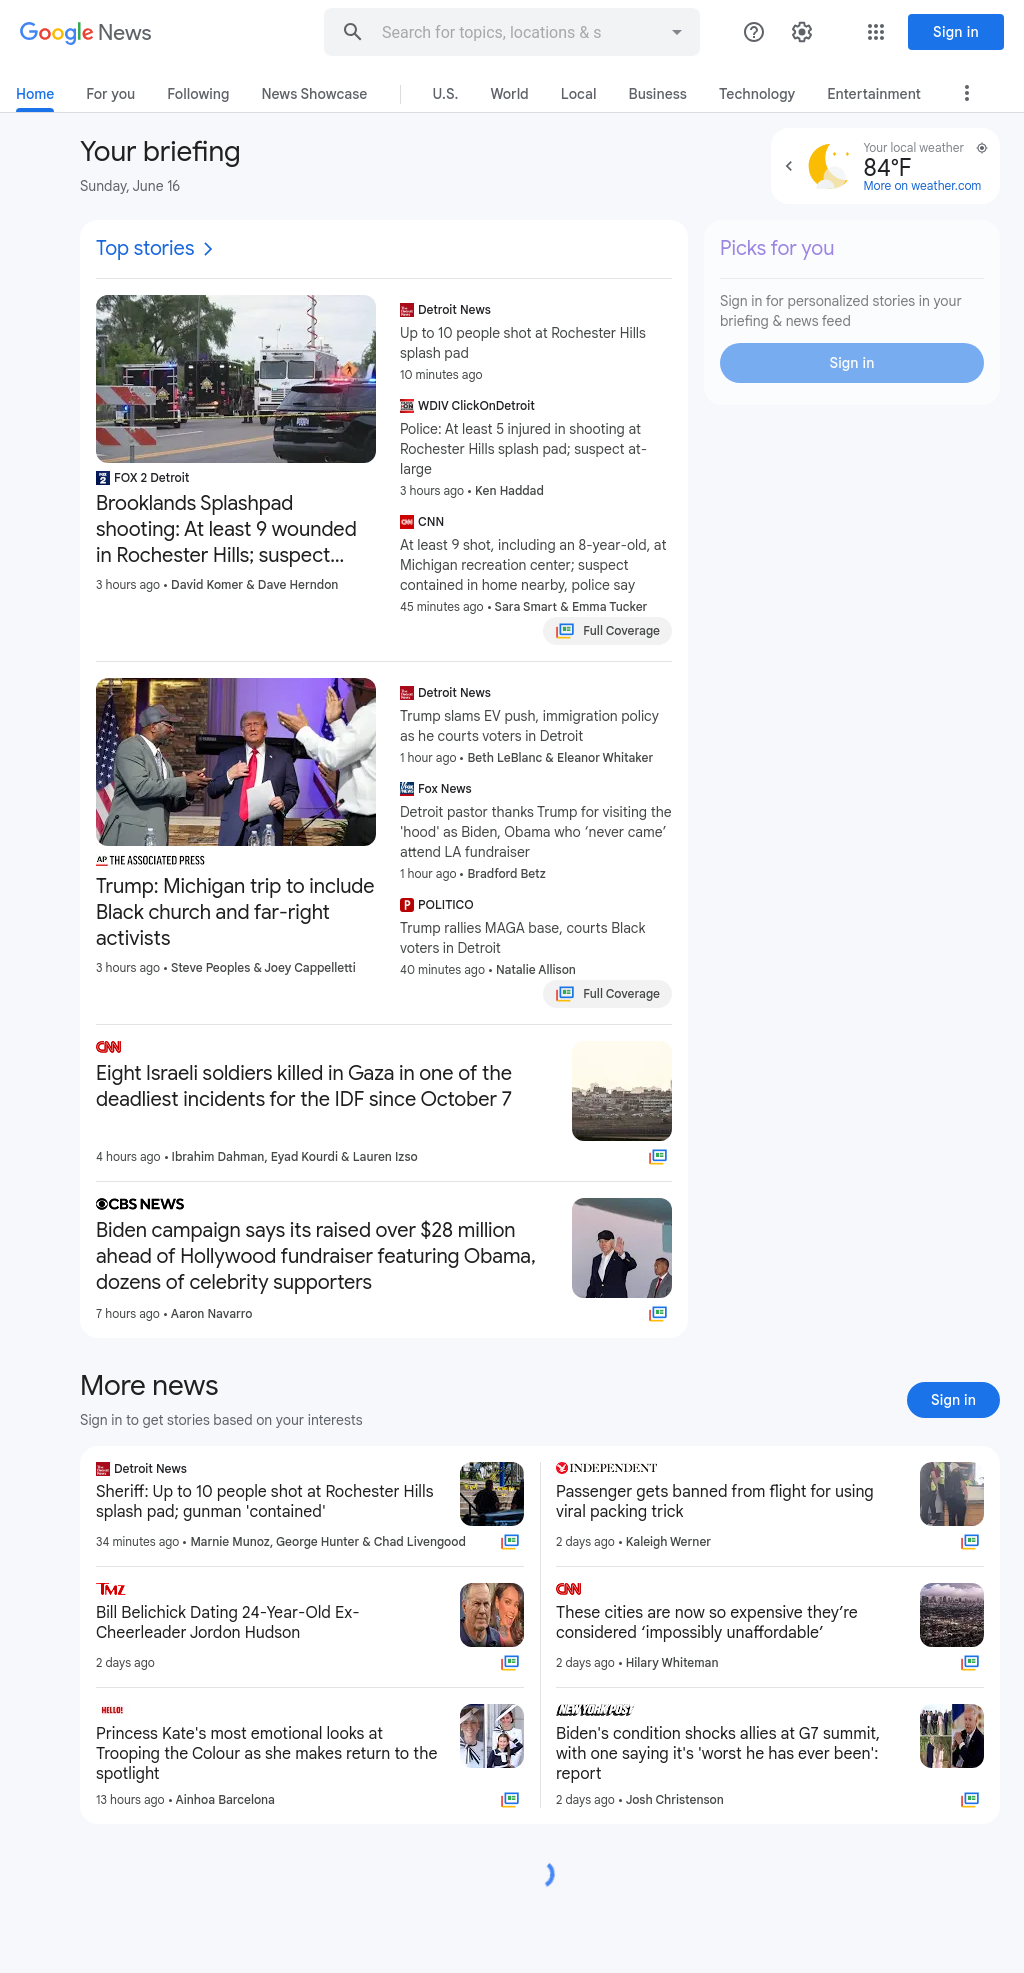 Google News
Search for topics, locations & s
Sign in
Home
For you
Following
News Showcase
U.S.
World
Local
Business
Technology
Entertainment
Your briefing
Sunday, June 16
Your local weather
84°F
More on weather.com
Top stories
Picks for you
Sign in for personalized stories in your
briefing & news feed
Sign in
FOX 2 Detroit
Brooklands Splashpad
shooting: At least 9 wounded
in Rochester Hills; suspect...
3 hours ago • David Komer & Dave Herndon
Detroit News
Up to 10 people shot at Rochester Hills
splash pad
10 minutes ago
WDIV ClickOnDetroit
Police: At least 5 injured in shooting at
Rochester Hills splash pad; suspect at-
large
3 hours ago • Ken Haddad
CNN
At least 9 shot, including an 8-year-old, at
Michigan recreation center; suspect
contained in home nearby, police say
45 minutes ago • Sara Smart & Emma Tucker
Full Coverage
AP THE ASSOCIATED PRESS
Trump: Michigan trip to include
Black church and far-right
activists
3 hours ago • Steve Peoples & Joey Cappelletti
Detroit News
Trump slams EV push, immigration policy
as he courts voters in Detroit
1 hour ago • Beth LeBlanc & Eleanor Whitaker
Fox News
Detroit pastor thanks Trump for visiting the
'hood' as Biden, Obama who ‘never came’
attend LA fundraiser
1 hour ago • Bradford Betz
POLITICO
Trump rallies MAGA base, courts Black
voters in Detroit
40 minutes ago • Natalie Allison
Full Coverage
CNN
Eight Israeli soldiers killed in Gaza in one of the
deadliest incidents for the IDF since October 7
4 hours ago • Ibrahim Dahman, Eyad Kourdi & Lauren Izso
CBS NEWS
Biden campaign says its raised over $28 million
ahead of Hollywood fundraiser featuring Obama,
dozens of celebrity supporters
7 hours ago • Aaron Navarro
More news
Sign in to get stories based on your interests
Sign in
Detroit News
Sheriff: Up to 10 people shot at Rochester Hills
splash pad; gunman 'contained'
34 minutes ago • Marnie Munoz, George Hunter & Chad Livengood
INDEPENDENT
Passenger gets banned from flight for using
viral packing trick
2 days ago • Kaleigh Werner
TMZ
Bill Belichick Dating 24-Year-Old Ex-
Cheerleader Jordon Hudson
2 days ago
CNN
These cities are now so expensive they’re
considered ‘impossibly unaffordable’
2 days ago • Hilary Whiteman
HELLO!
Princess Kate's most emotional looks at
Trooping the Colour as she makes return to the
spotlight
13 hours ago • Ainhoa Barcelona
NEW YORK POST
Biden's condition shocks allies at G7 summit,
with one saying it's 'worst he has ever been':
report
2 days ago • Josh Christenson